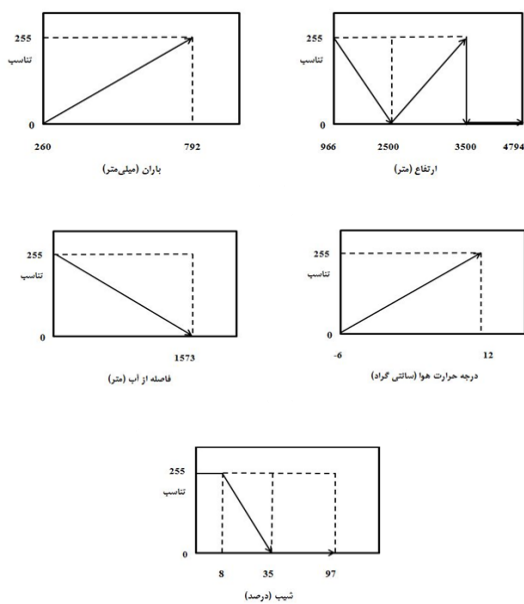 255
تناسب
0
260
792
باران (میلی‌متر)
255
تناسب
0
966
2500
3500
4794
ارتفاع (متر)
255
تناسب
0
1573
فاصله از آب (متر)
255
تناسب
0
-6
12
درجه حرارت هوا (سانتی گراد)
255
تناسب
0
8
35
97
شیب (درصد)